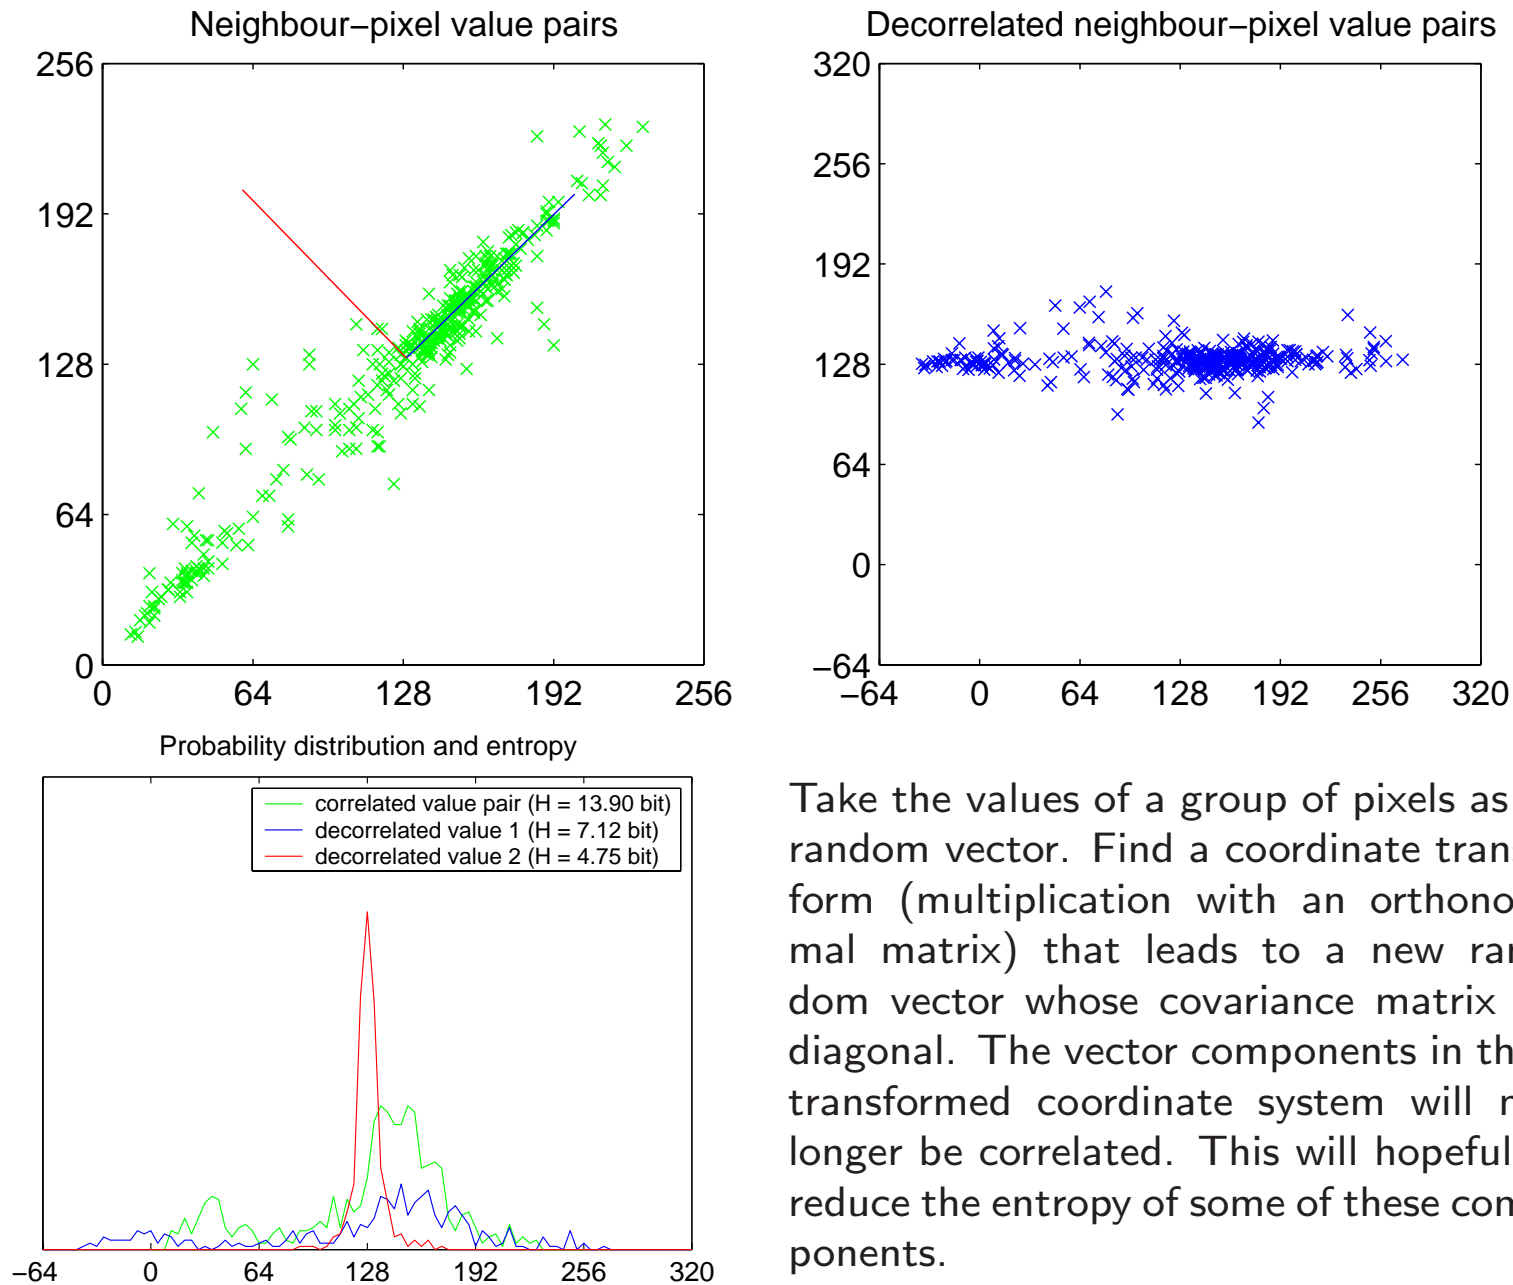 Neighbour−pixel value pairs
256
192
128
64
0
0 64 128 192 256
Decorrelated neighbour−pixel value pairs
320
256
192
128
64
0
−64
−64 0 64 128 192 256 320
Probability distribution and entropy
correlated value pair (H = 13.90 bit)
decorrelated value 1 (H = 7.12 bit)
decorrelated value 2 (H = 4.75 bit)
−64 0 64 128 192 256 320
Take the values of a group of pixels as
random vector. Find a coordinate trans
form (multiplication with an orthono
mal matrix) that leads to a new ran
dom vector whose covariance matrix
diagonal. The vector components in th
transformed coordinate system will n
longer be correlated. This will hopeful
reduce the entropy of some of these com
ponents.